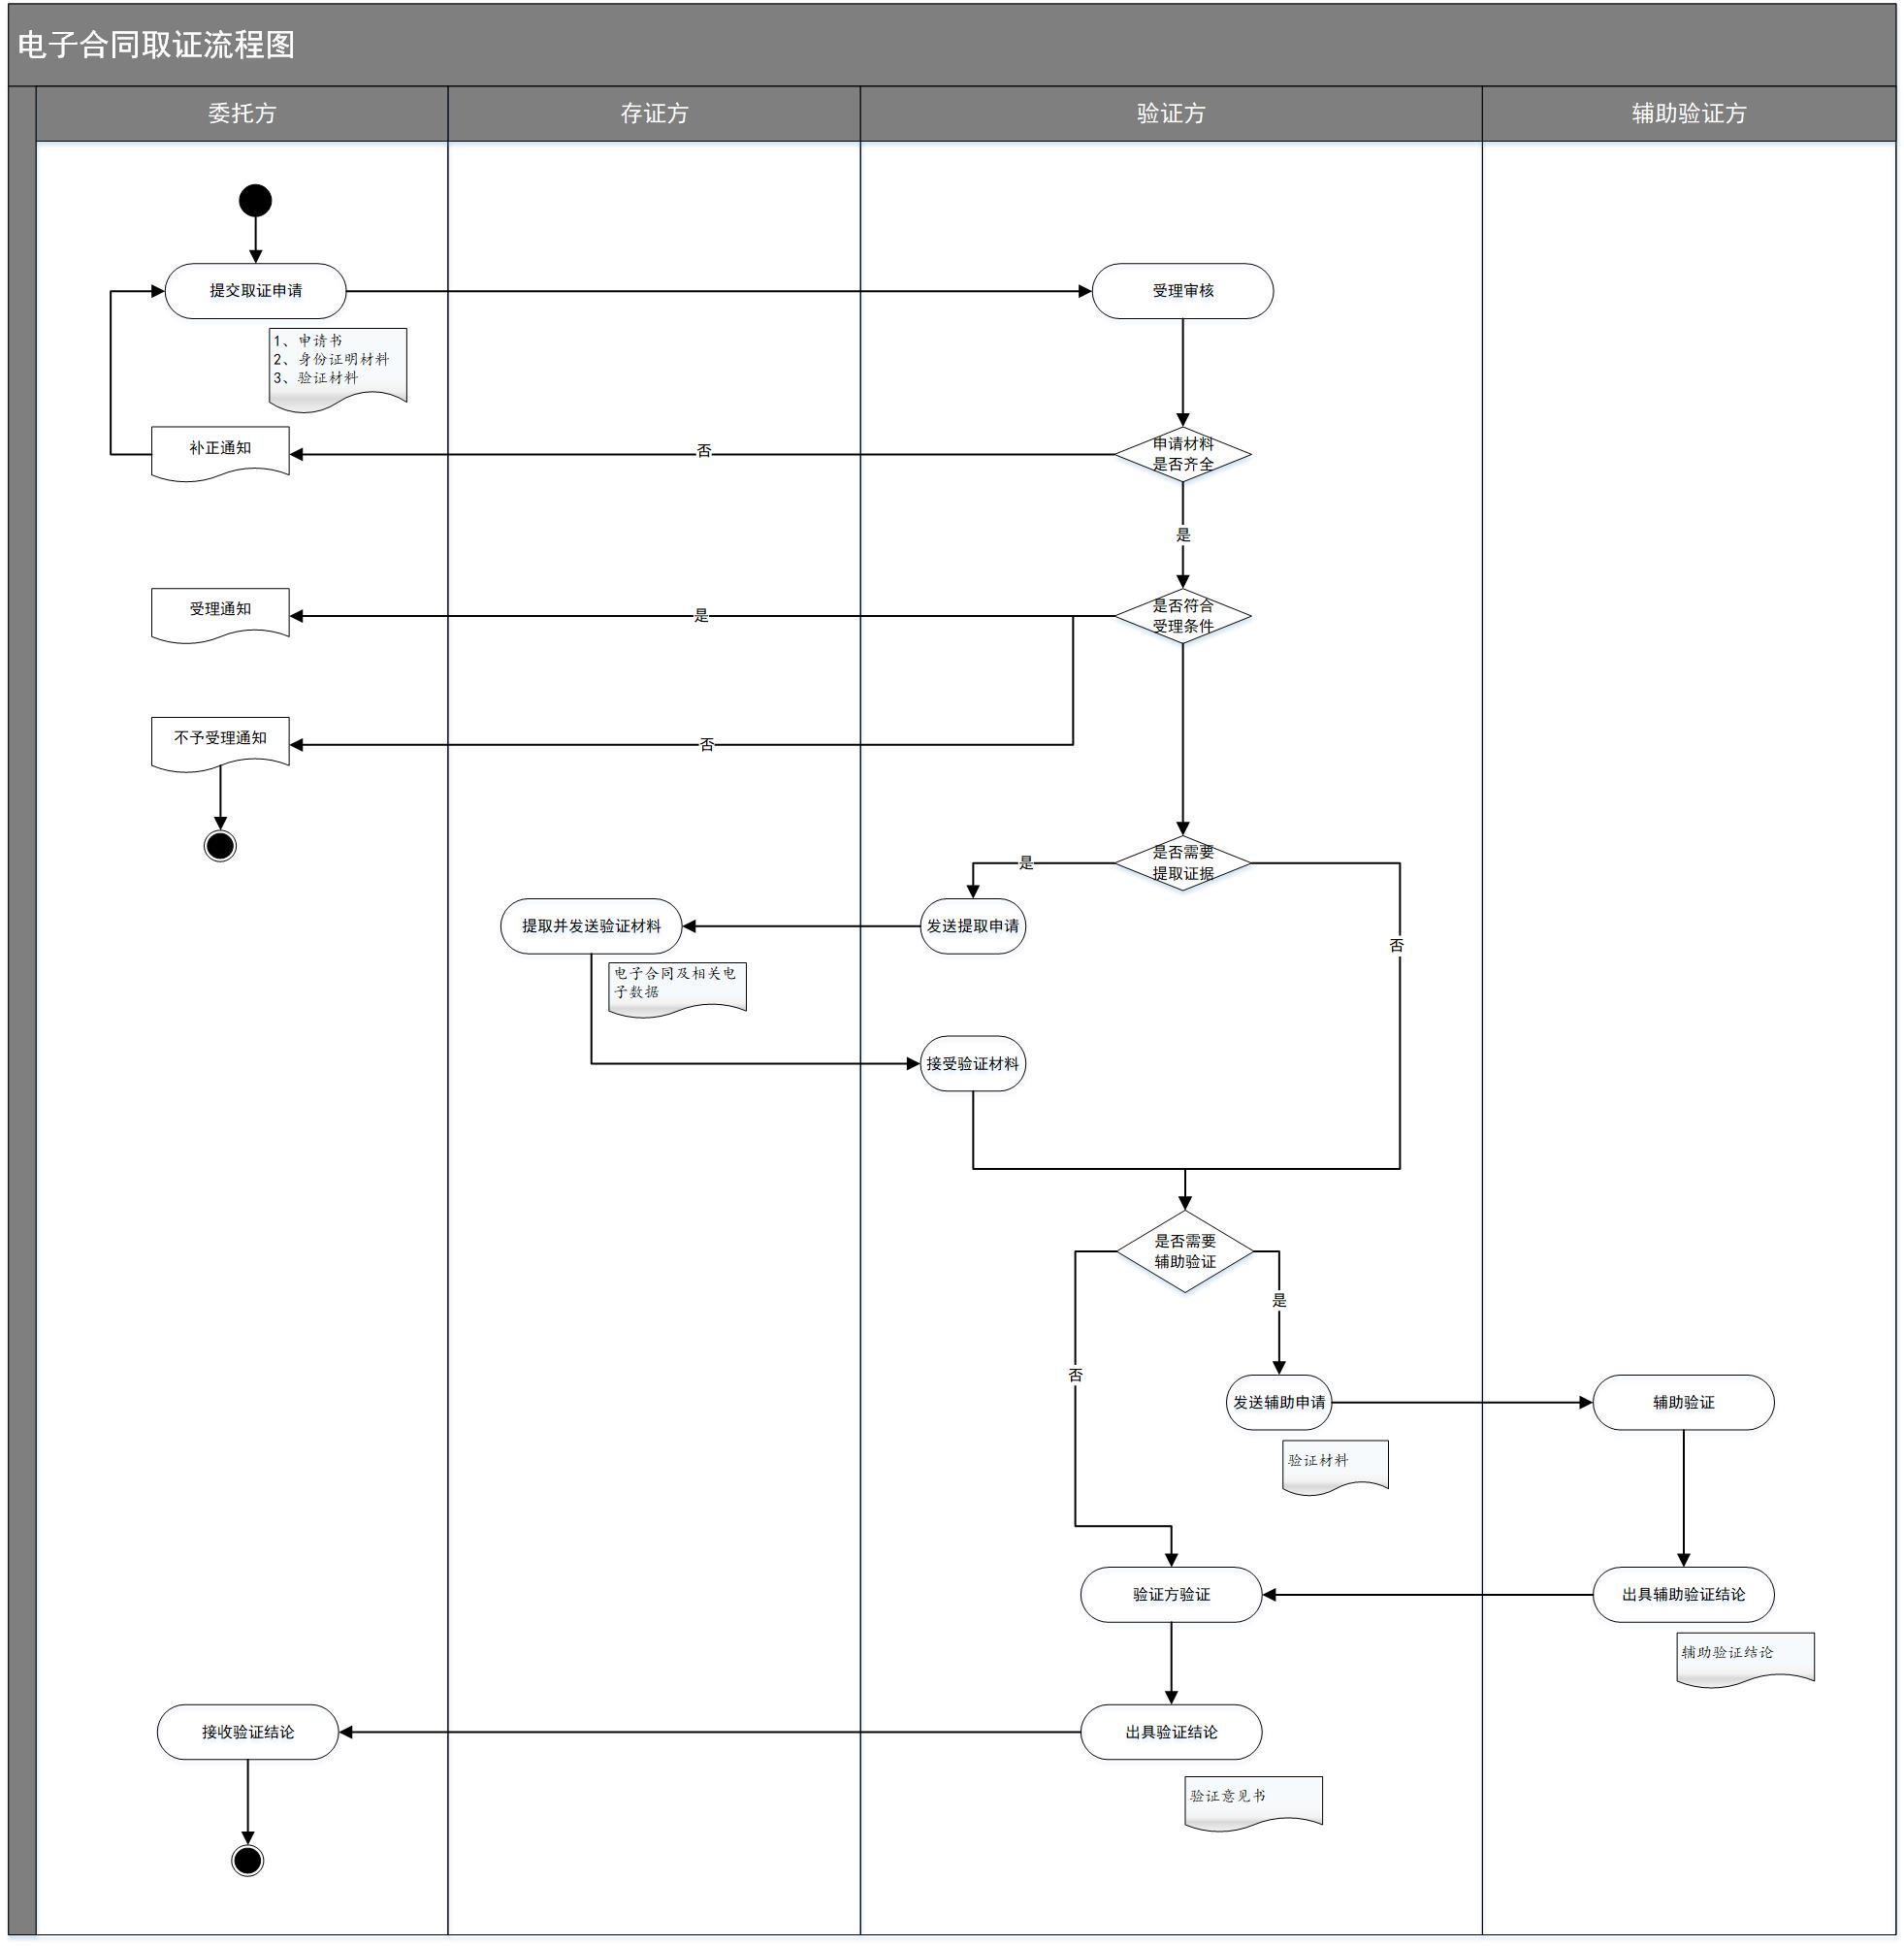 电子合同取证流程图
委托方
存证方
验证方
辅助验证方
提交取证申请
受理审核
1、申请书
2、身份证明材料
3、验证材料
申请材料
是否齐全
否
补正通知
是
是否符合
受理条件
是
受理通知
否
不予受理通知
是否需要
提取证据
是
否
发送提取申请
提取并发送验证材料
电子合同及相关电
子数据
接受验证材料
是否需要
辅助验证
是
否
发送辅助申请
辅助验证
验证材料
验证方验证
出具辅助验证结论
辅助验证结论
出具验证结论
接收验证结论
验证意见书